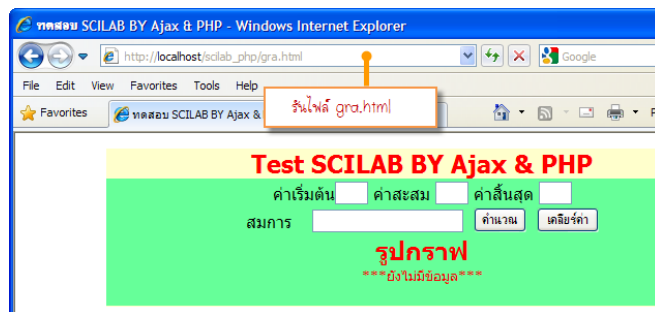 ทดสอบ SCILAB BY Ajax & PHP - Windows Internet Explorer
http://localhost/scilab_php/gra.html
Google
File Edit View Favorites Tools Help
รันไฟล์ gra.html
Favorites
ทดสอบ SCILAB BY Ajax &
Test SCILAB BY Ajax & PHP
ค่าเริ่มต้น ค่าสะสม ค่าสิ้นสุด
สมการ คำนวณ เคลียร์ค่า
รูปกราฟ
***ยังไม่มีข้อมูล***